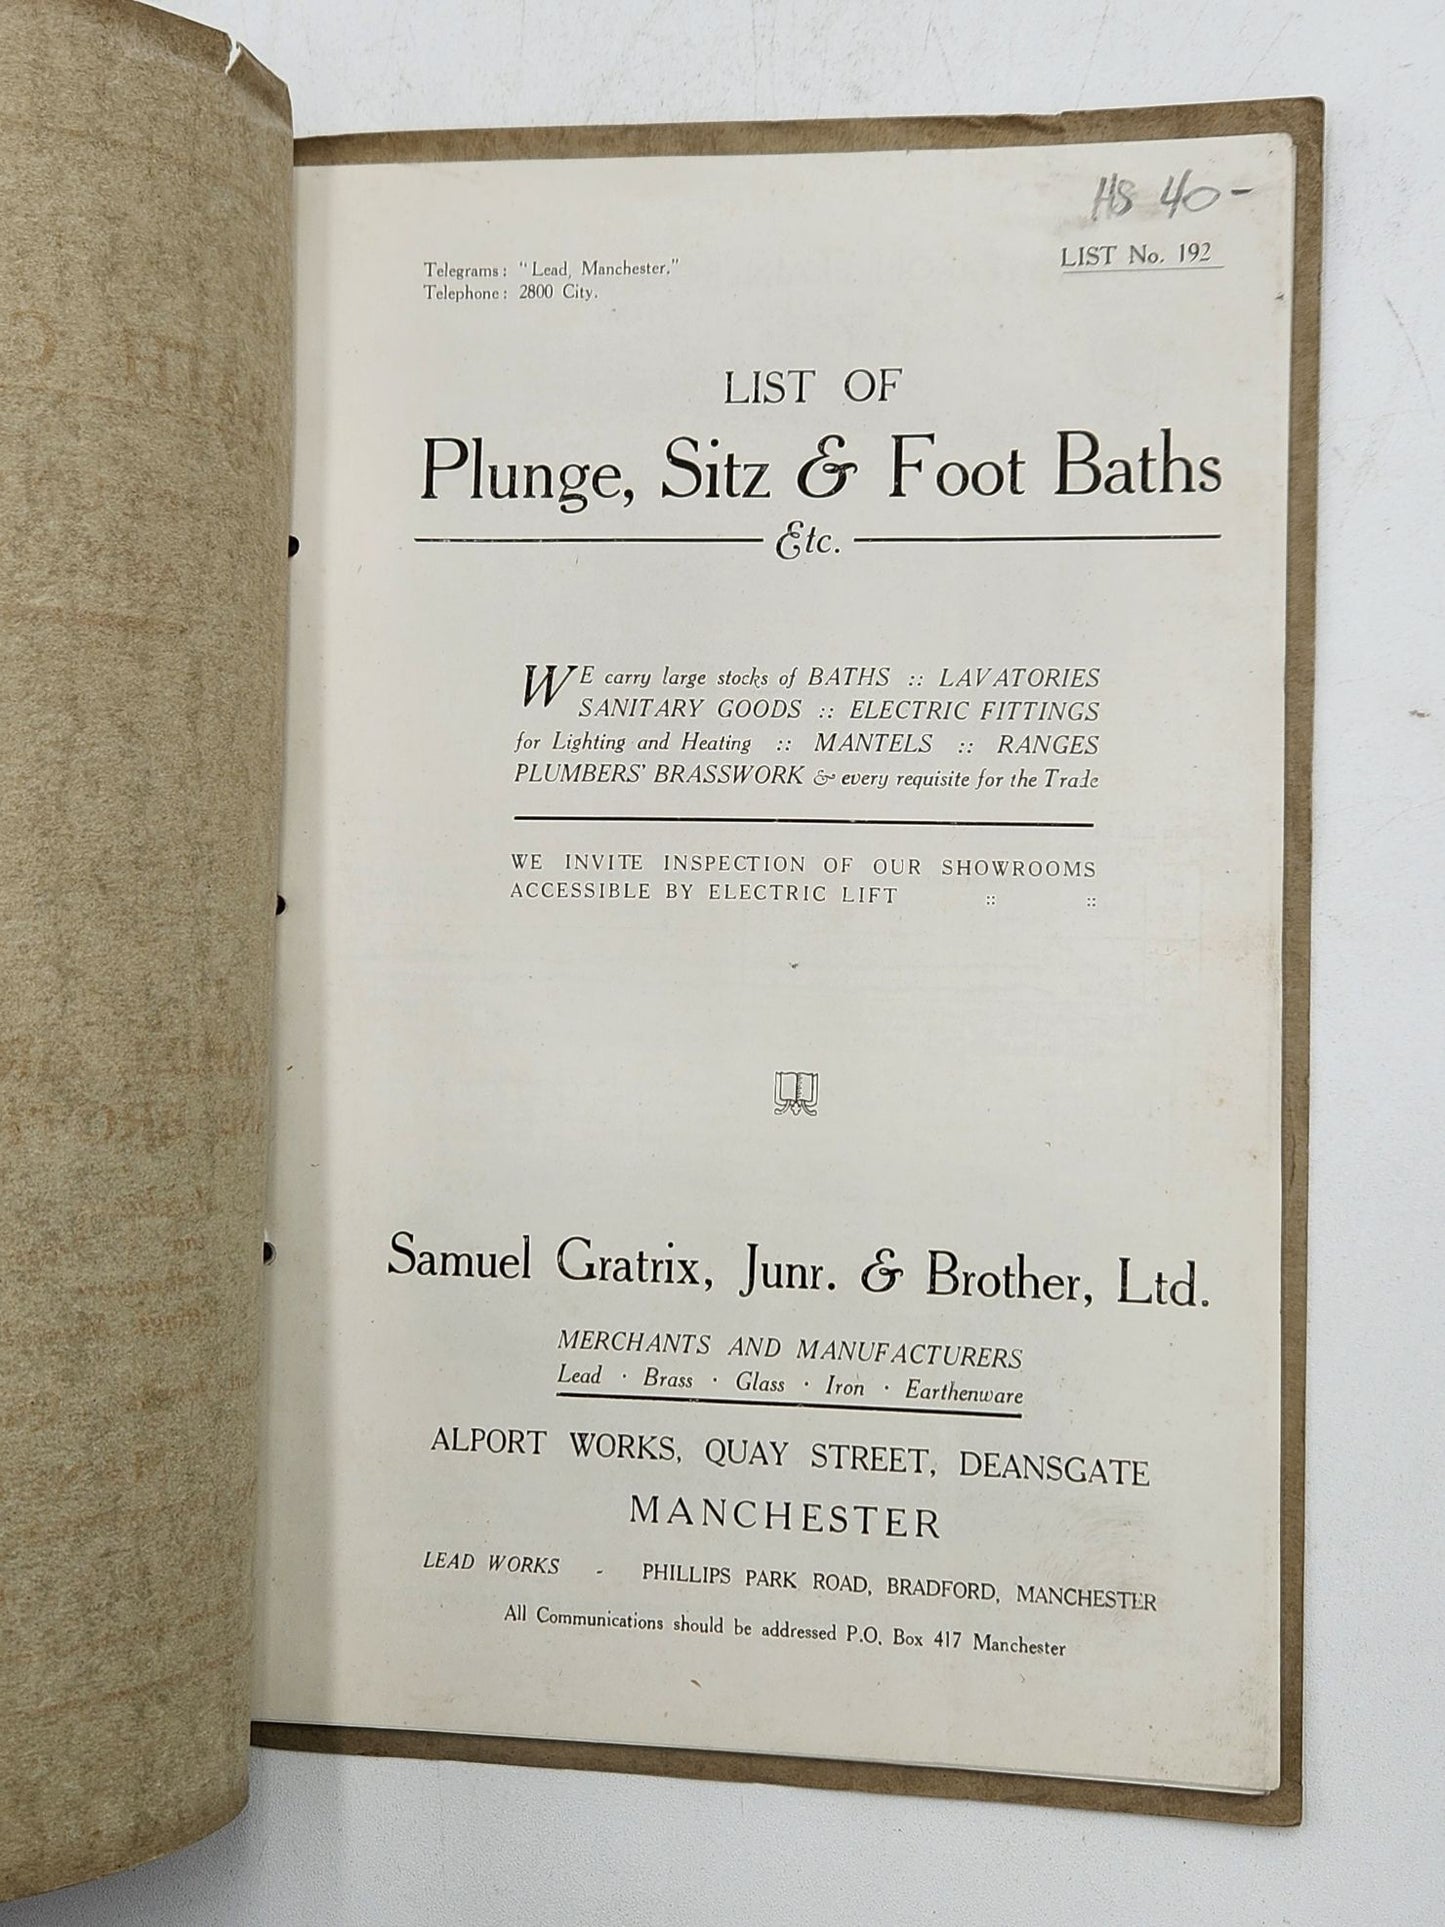 HS 40-
LIST No. 192
Telegrams: "Lead, Manchester."
Telephone: 2800 City.
LIST OF
Plunge, Sitz & Foot Baths
Etc.
WE carry large stocks of BATHS :: LAVATORIES
SANITARY GOODS :: ELECTRIC FITTINGS
for Lighting and Heating :: MANTELS :: RANGES
PLUMBERS' BRASSWORK & every requisite for the Trade
WE INVITE INSPECTION OF OUR SHOWROOMS
ACCESSIBLE BY ELECTRIC LIFT :: ::
Samuel Gratrix, Junr. & Brother, Ltd.
MERCHANTS AND MANUFACTURERS
Lead · Brass · Glass · Iron · Earthenware
ALPORT WORKS, QUAY STREET, DEANSGATE
MANCHESTER
LEAD WORKS - PHILLIPS PARK ROAD, BRADFORD, MANCHESTER
All Communications should be addressed P.O. Box 417 Manchester